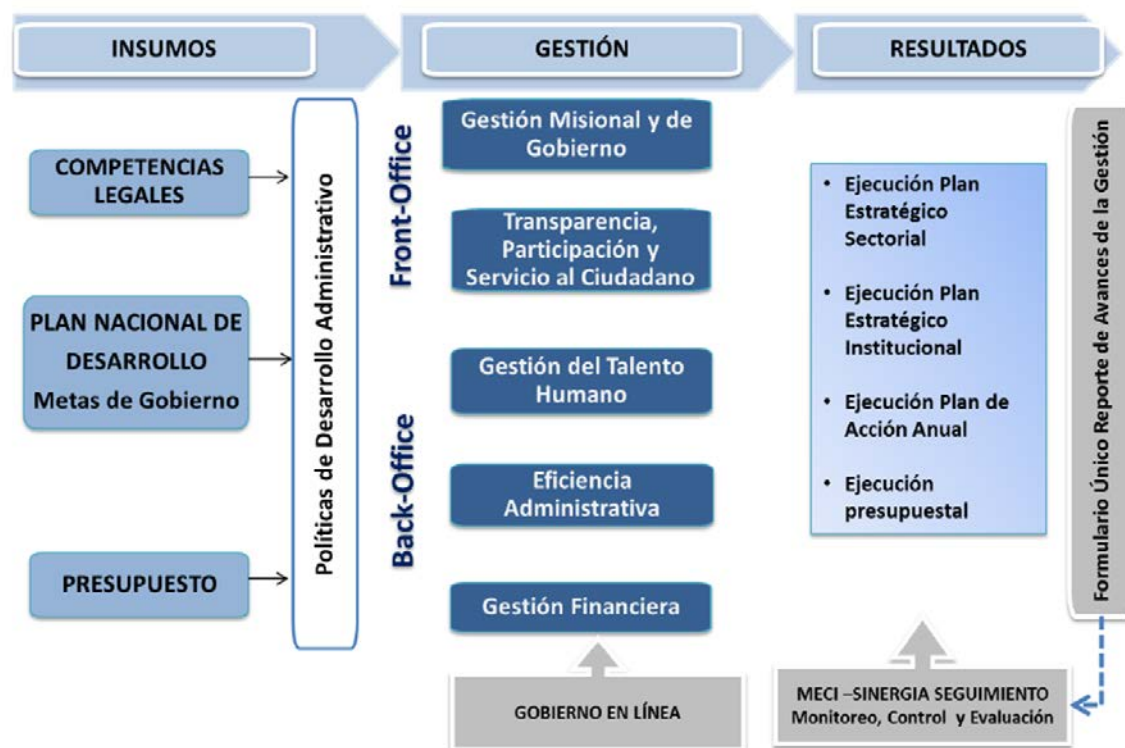 INSUMOS
GESTIÓN
RESULTADOS
COMPETENCIAS
LEGALES
PLAN NACIONAL DE
DESARROLLO
Metas de Gobierno
PRESUPUESTO
Políticas de Desarrollo Administrativo
Front-Office
Back-Office
Gestión Misional y de
Gobierno
Transparencia,
Participación y
Servicio al Ciudadano
Gestión del Talento
Humano
Eficiencia
Administrativa
Gestión Financiera
GOBIERNO EN LÍNEA
• Ejecución Plan
Estratégico
Sectorial
• Ejecución Plan
Estratégico
Institucional
• Ejecución Plan de
Acción Anual
• Ejecución
presupuestal
MECI –SINERGIA SEGUIMIENTO
Monitoreo, Control y Evaluación
Formulario Único Reporte de Avances de la Gestión